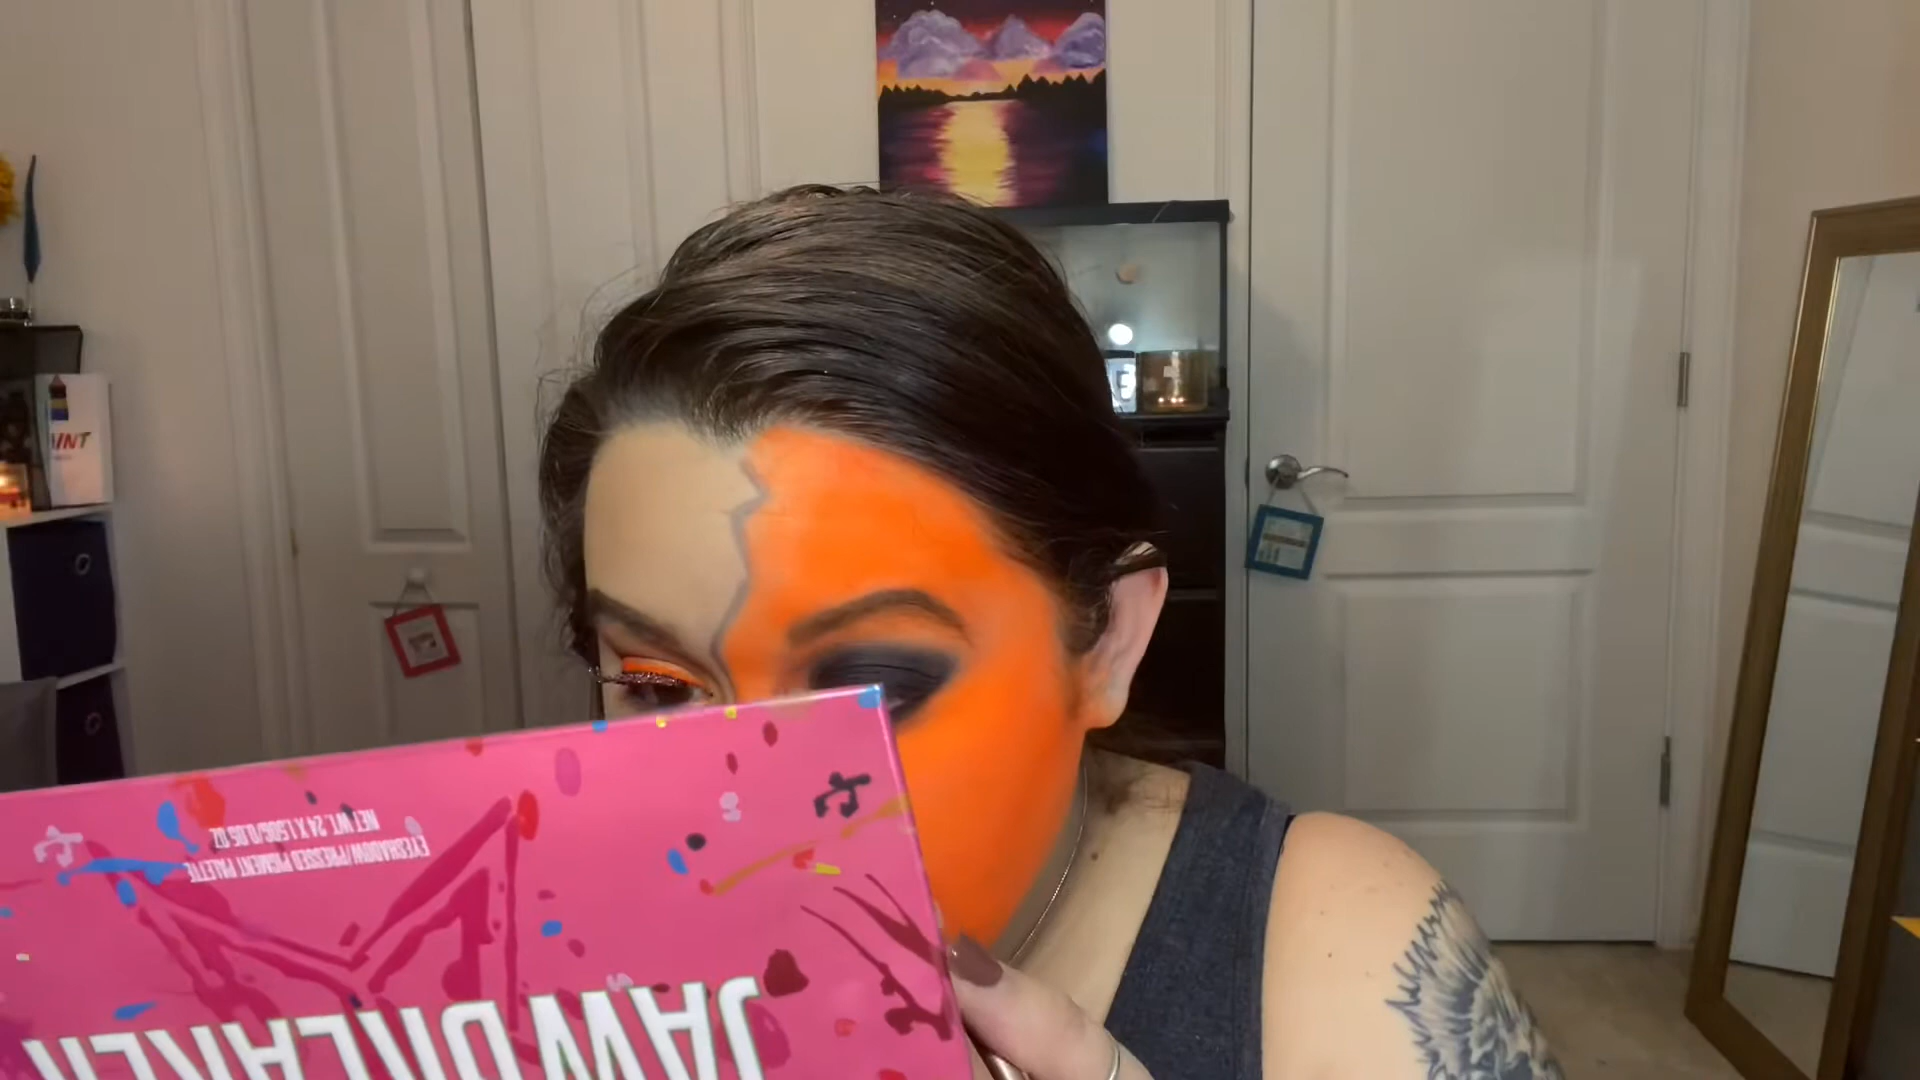 JAWBREAKER
EYESHADOW/PRESSED PIGMENT PALETTE
NET WT. 24 X 1.50G/0.05 OZ